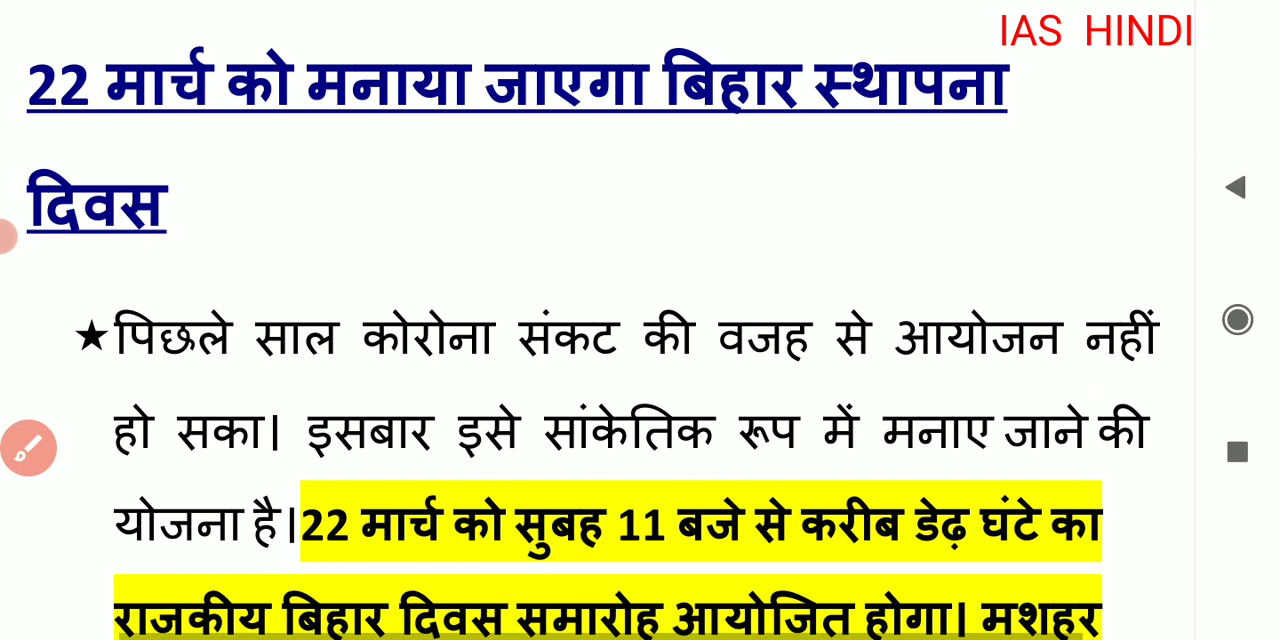 IAS HINDI
22 मार्च को मनाया जाएगा बिहार स्थापना
दिवस
★पिछले साल कोरोना संकट की वजह से आयोजन नहीं
हो सका। इसबार इसे सांकेतिक रूप में मनाए जाने की
योजना है। 22 मार्च को सुबह 11 बजे से करीब डेढ़ घंटे का
राजकीय बिहार दिवस समारोह आयोजित होगा।